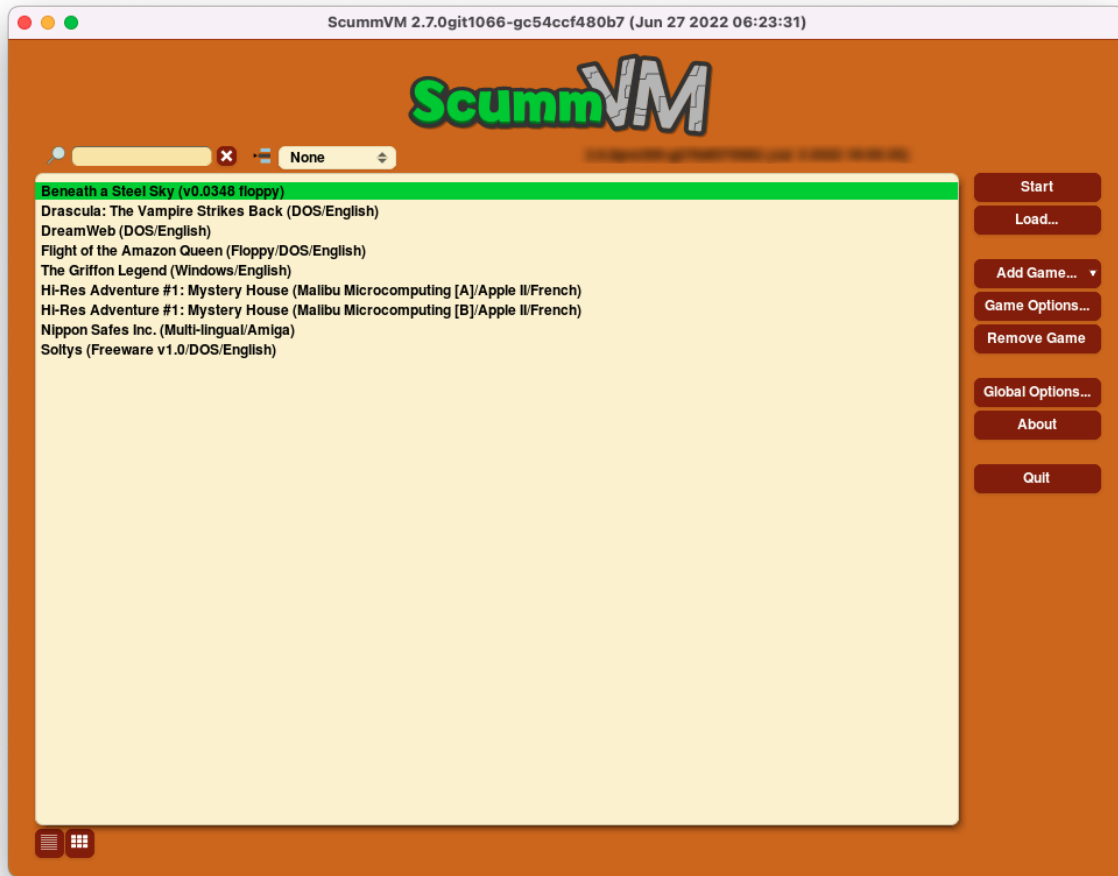 ScummVM 2.7.0git1066-gc54ccf480b7 (Jun 27 2022 06:23:31)
ScummVM
None
Beneath a Steel Sky (v0.0348 floppy)
Drascula: The Vampire Strikes Back (DOS/English)
DreamWeb (DOS/English)
Flight of the Amazon Queen (Floppy/DOS/English)
The Griffon Legend (Windows/English)
Hi-Res Adventure #1: Mystery House (Malibu Microcomputing [A]/Apple II/French)
Hi-Res Adventure #1: Mystery House (Malibu Microcomputing [B]/Apple II/French)
Nippon Safes Inc. (Multi-lingual/Amiga)
Soltys (Freeware v1.0/DOS/English)
Start
Load...
Add Game...
Game Options...
Remove Game
Global Options...
About
Quit